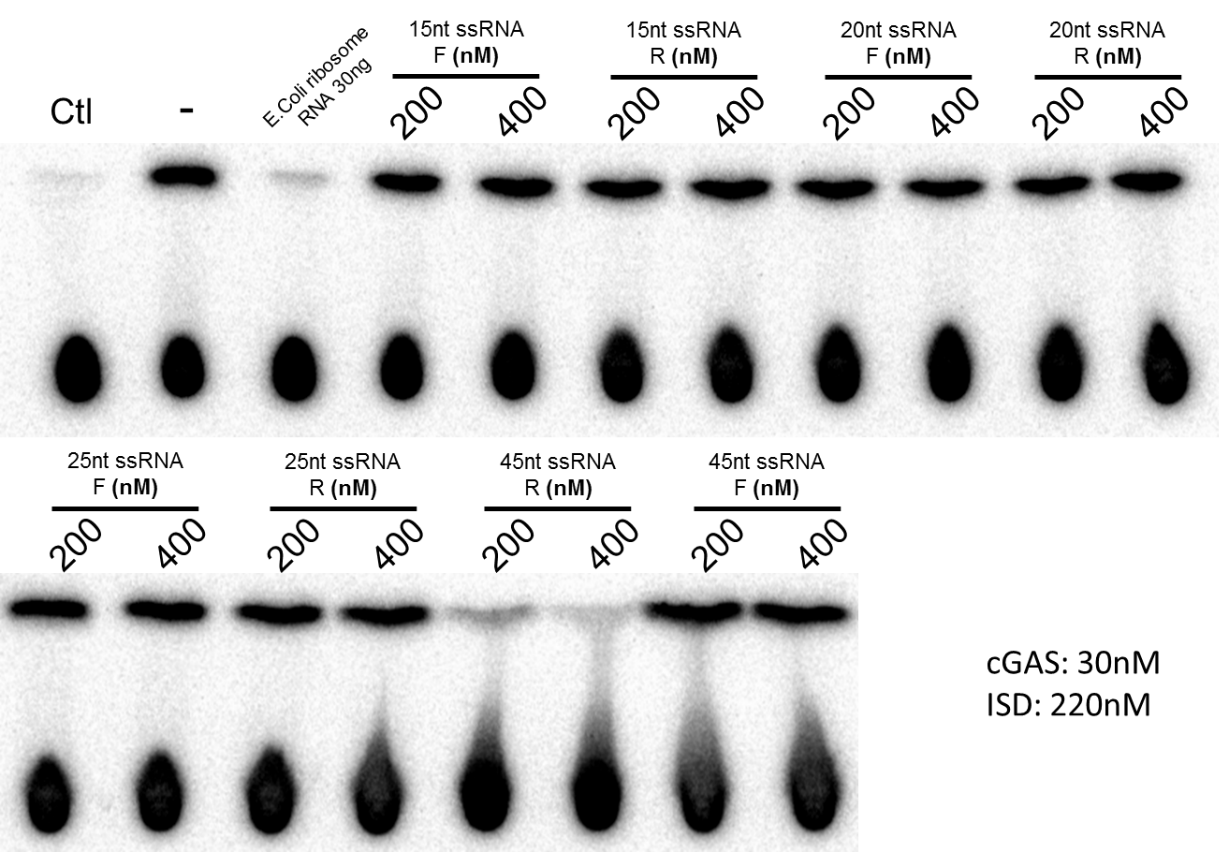 Ctl
-
E.Coli ribosome
RNA 30ng
15nt ssRNA
F (nM)
200
400
15nt ssRNA
R (nM)
200
400
20nt ssRNA
F (nM)
200
400
20nt ssRNA
R (nM)
200
400
25nt ssRNA
F (nM)
200
400
25nt ssRNA
R (nM)
200
400
45nt ssRNA
R (nM)
200
400
45nt ssRNA
F (nM)
200
400
cGAS: 30nM
ISD: 220nM